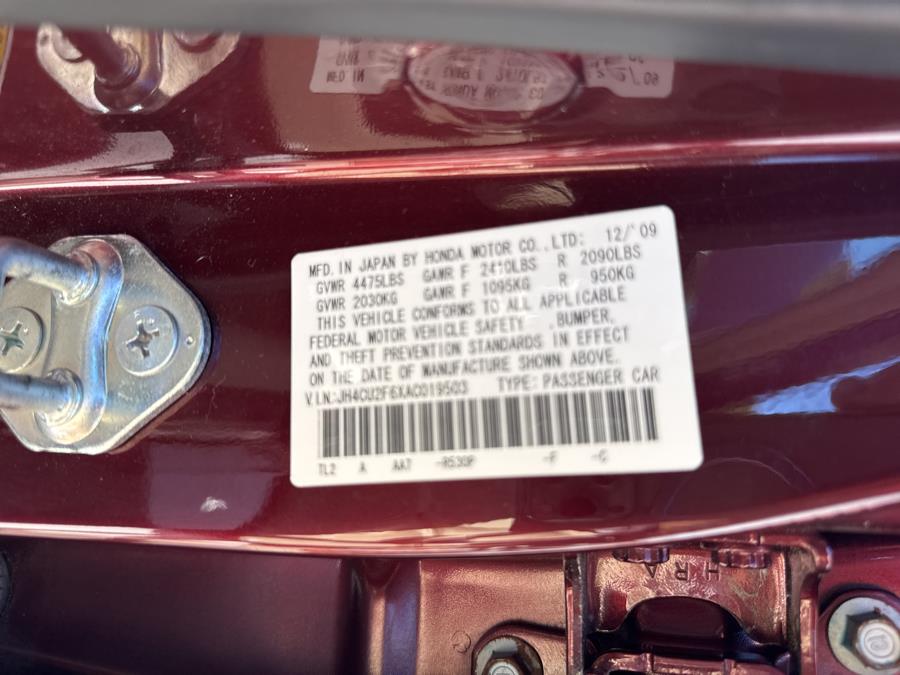 MFD. IN JAPAN BY HONDA MOTOR CO., LTD: 12/'09
GVWR 4475LBS GAWR F 2410LBS R 2090LBS
GVWR 2030KG GAWR F 1095KG R 950KG
THIS VEHICLE CONFORMS TO ALL APPLICABLE
FEDERAL MOTOR VEHICLE SAFETY ,BUMPER,
AND THEFT PREVENTION STANDARDS IN EFFECT
ON THE DATE OF MANUFACTURE SHOWN ABOVE.
V.I.N:JH4CU2F6XAC019503 TYPE: PASSENGER CAR
TL2 A AA7 -R530P -F -C
H R A